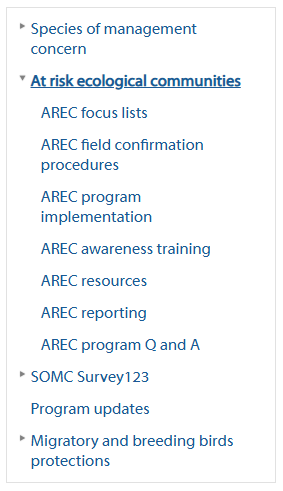 Species of management
concern
At risk ecological communities
AREC focus lists
AREC field confirmation
procedures
AREC program
implementation
AREC awareness training
AREC resources
AREC reporting
AREC program Q and A
SOMC Survey123
Program updates
Migratory and breeding birds
protections